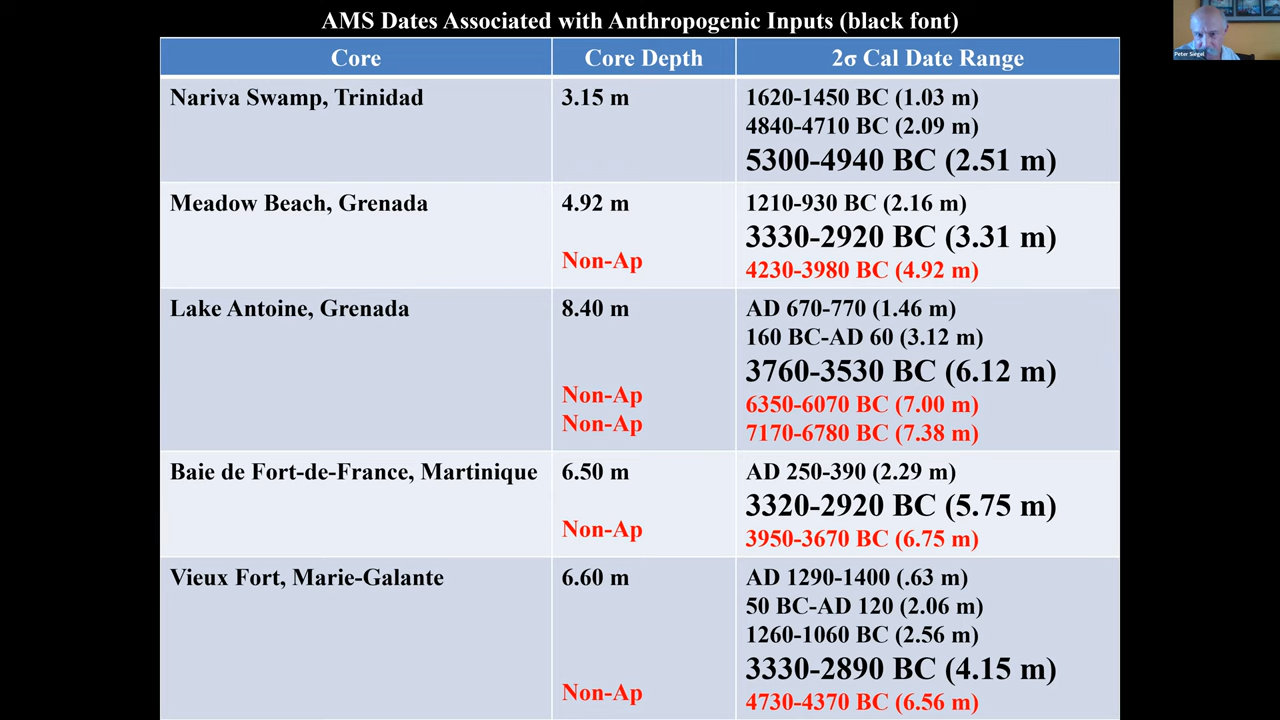 AMS Dates Associated with Anthropogenic Inputs (black font)
Peter Siegel
Core Core Depth 2σ Cal Date Range
Nariva Swamp, Trinidad 3.15 m 1620-1450 BC (1.03 m)
4840-4710 BC (2.09 m)
5300-4940 BC (2.51 m)
Meadow Beach, Grenada 4.92 m 1210-930 BC (2.16 m)
3330-2920 BC (3.31 m)
Non-Ap 4230-3980 BC (4.92 m)
Lake Antoine, Grenada 8.40 m AD 670-770 (1.46 m)
160 BC-AD 60 (3.12 m)
3760-3530 BC (6.12 m)
Non-Ap 6350-6070 BC (7.00 m)
Non-Ap 7170-6780 BC (7.38 m)
Baie de Fort-de-France, Martinique 6.50 m AD 250-390 (2.29 m)
3320-2920 BC (5.75 m)
Non-Ap 3950-3670 BC (6.75 m)
Vieux Fort, Marie-Galante 6.60 m AD 1290-1400 (.63 m)
50 BC-AD 120 (2.06 m)
1260-1060 BC (2.56 m)
3330-2890 BC (4.15 m)
Non-Ap 4730-4370 BC (6.56 m)